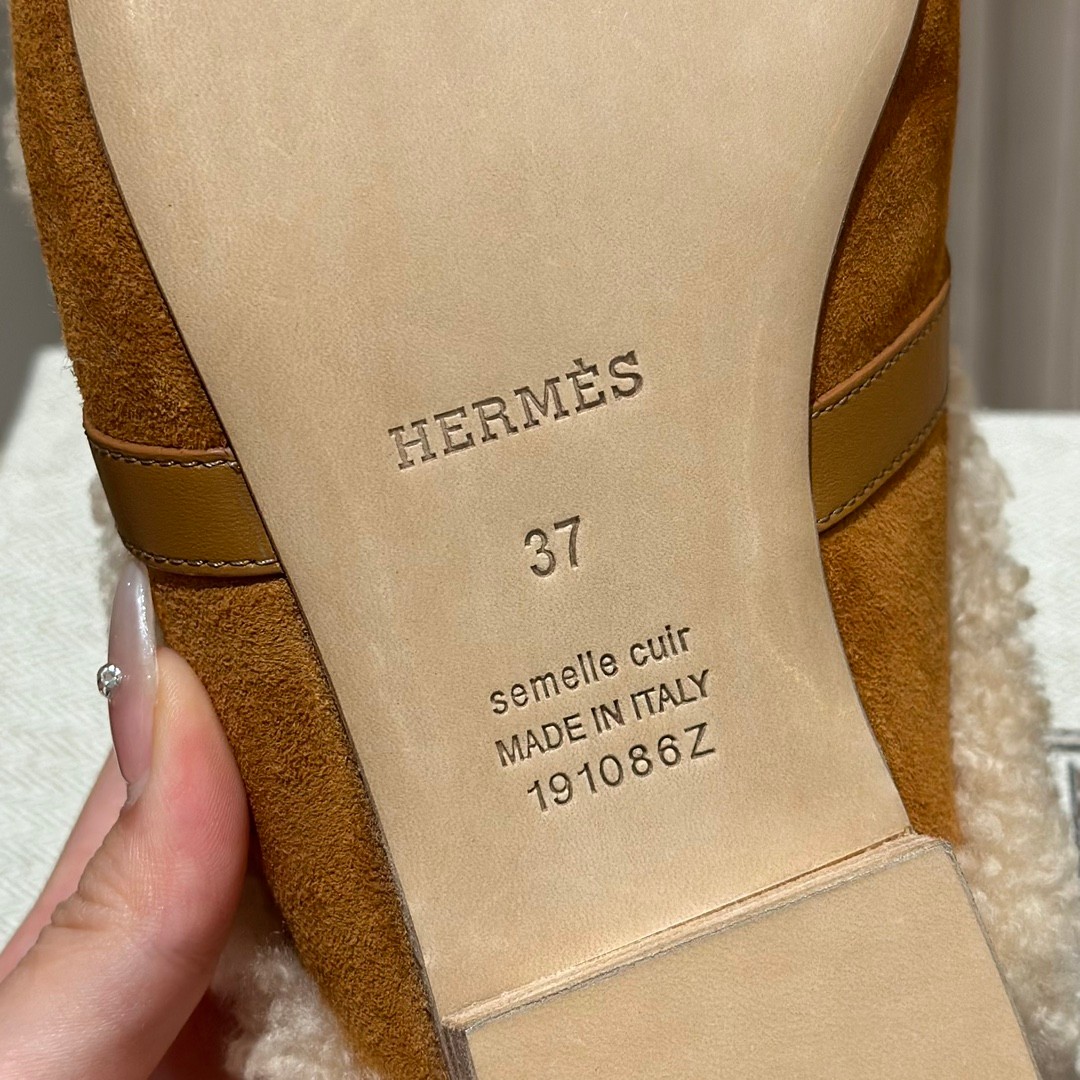 HERMÈS
37
semelle cuir
MADE IN ITALY
191086Z